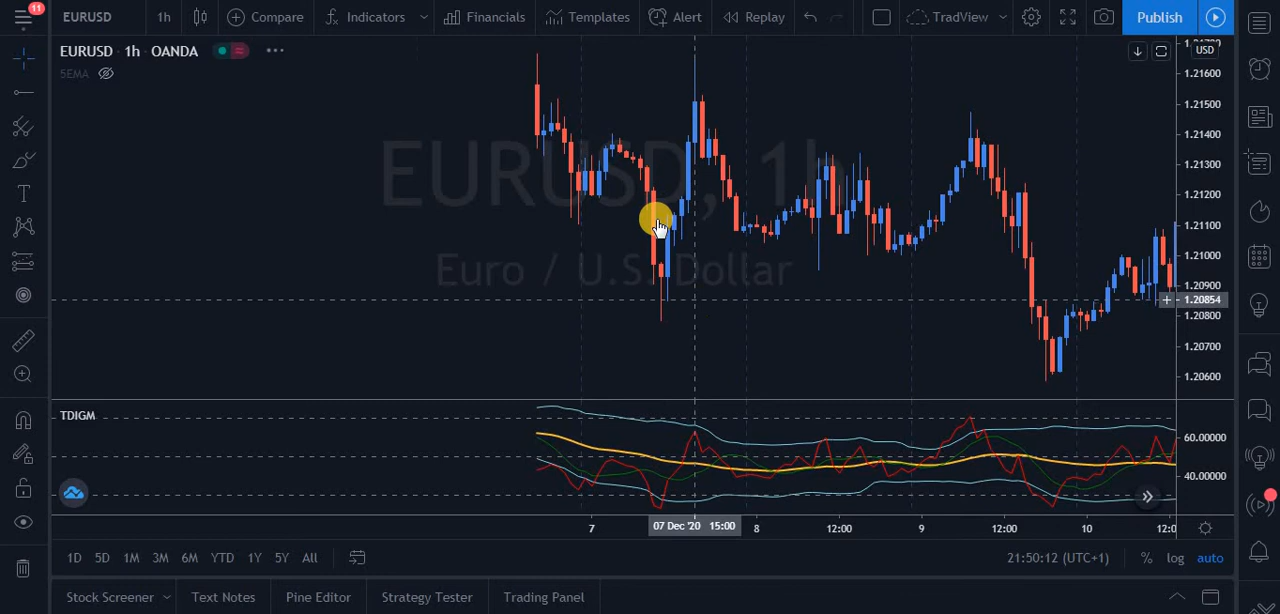 11
EURUSD
1h
Compare
Indicators
Financials
Templates
Alert
Replay
TradView
Publish
EURUSD · 1h · OANDA
5EMA
USD
1.21600
1.21500
1.21400
1.21300
1.21200
1.21100
1.21000
1.20900
1.20854
1.20800
1.20700
1.20600
EURUSD, 1h
Euro / U.S. Dollar
TDIGM
60.00000
40.00000
7
07 Dec '20 15:00
8
12:00
9
12:00
10
12:0
1D 5D 1M 3M 6M YTD 1Y 5Y All
21:50:12 (UTC+1)
% log auto
Stock Screener
Text Notes
Pine Editor
Strategy Tester
Trading Panel